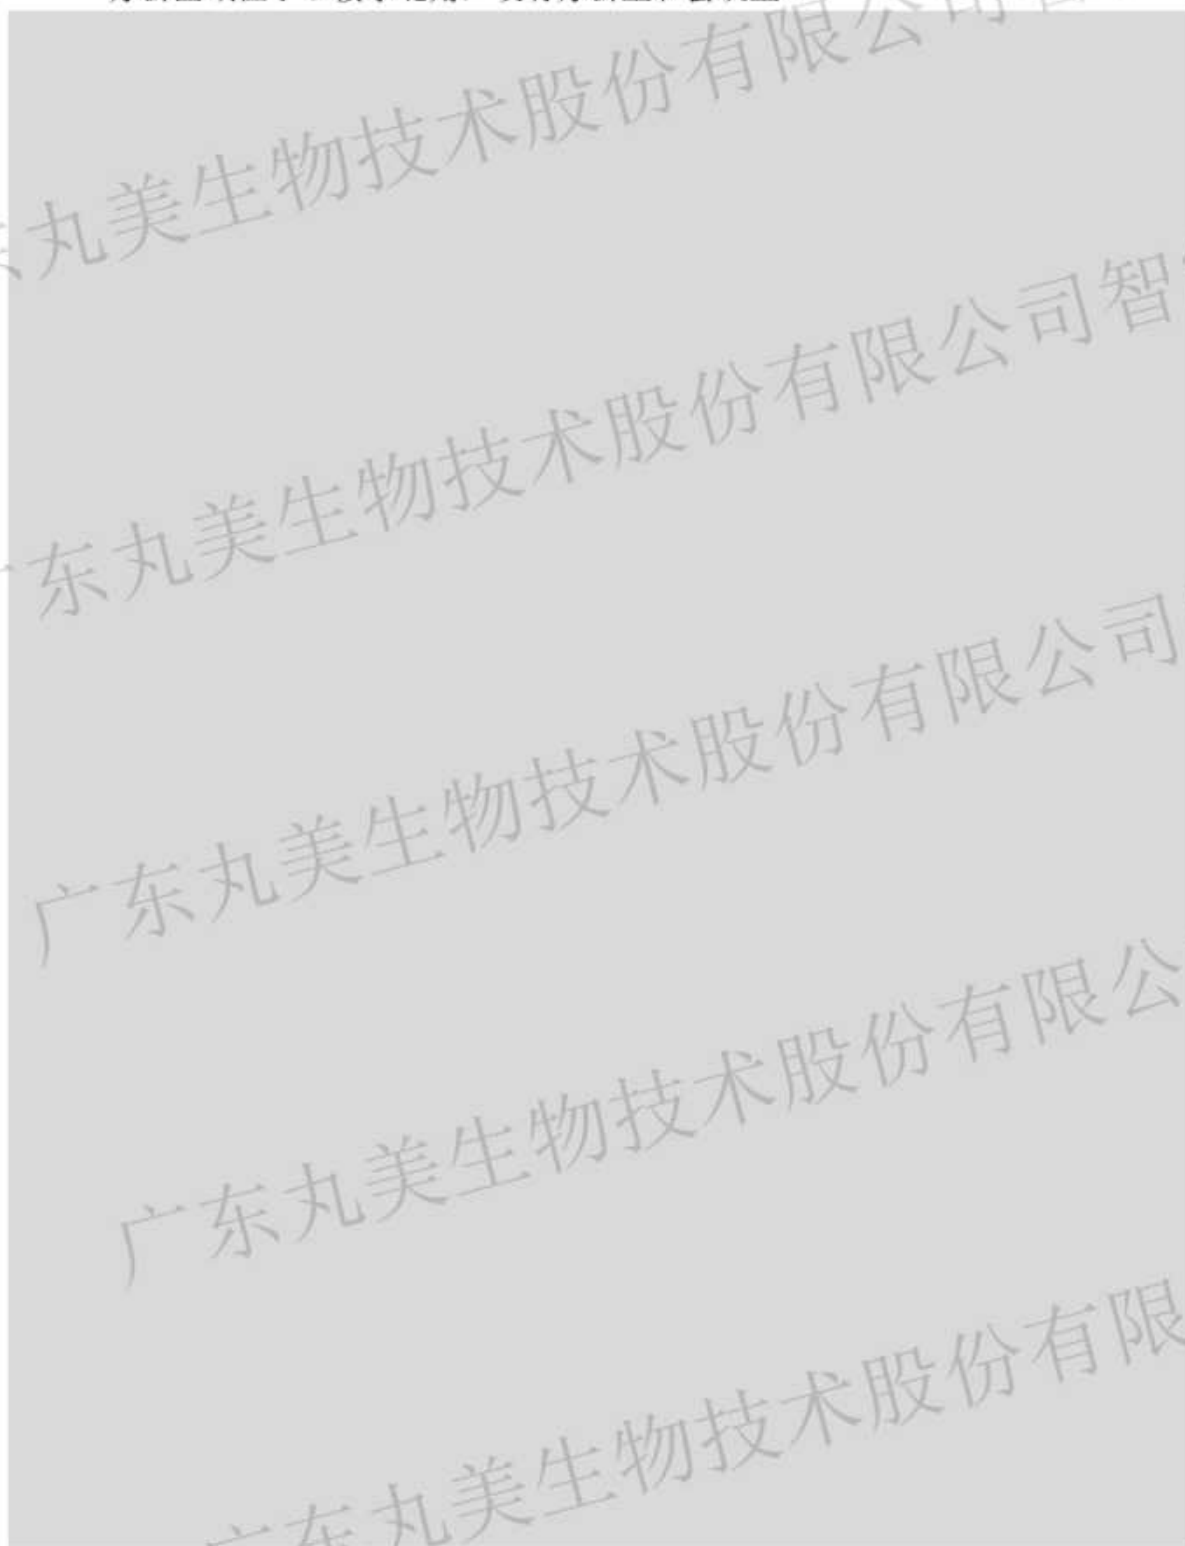 丸美生物技术股份有限公司
东丸美生物技术股份有限公司智
广东丸美生物技术股份有限公司
广东丸美生物技术股份有限公
东丸美生物技术股份有限